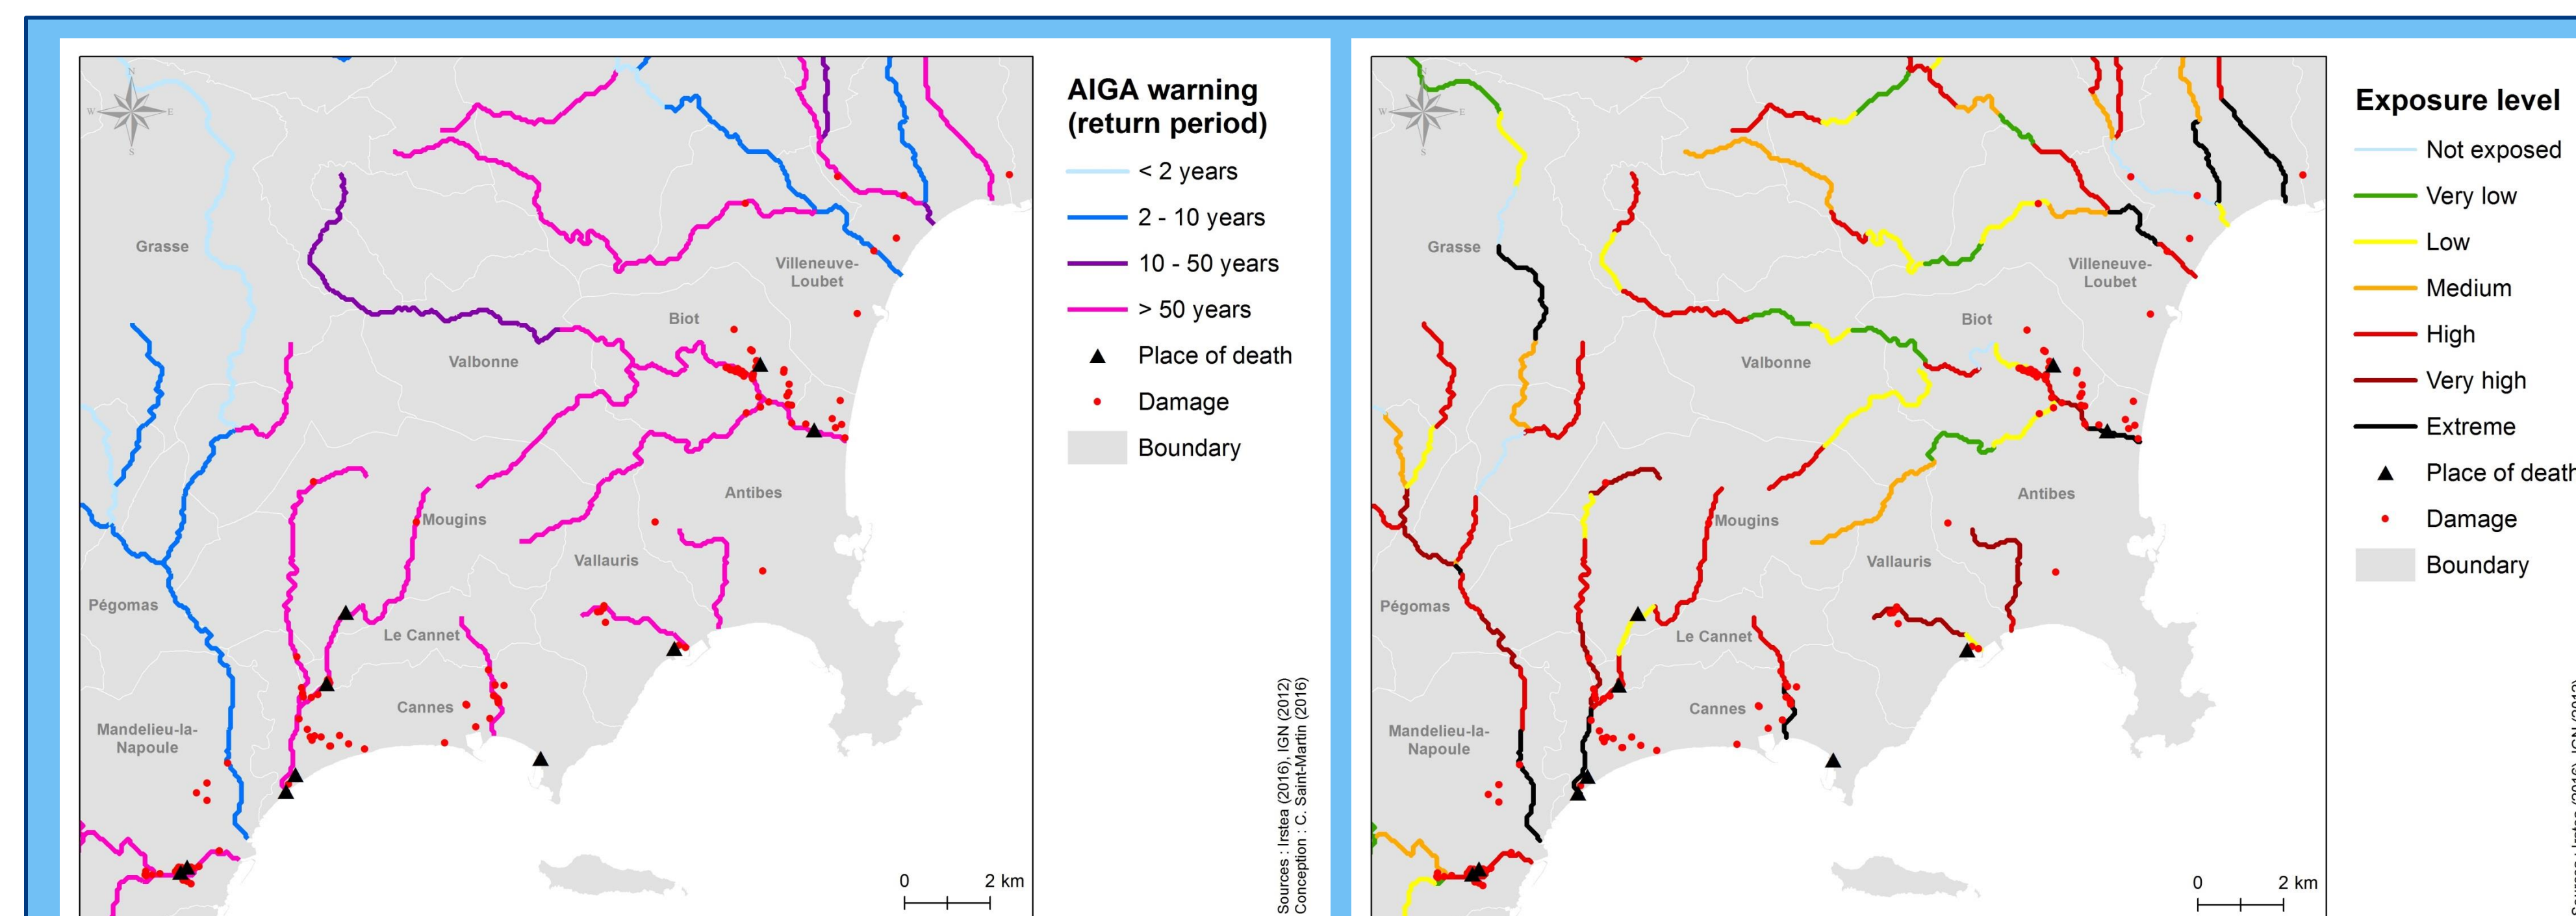 N
W
E
S
Grasse
Villeneuve-
Loubet
Biot
Valbonne
Antibes
Mougins
Vallauris
Pégomas
Le Cannet
Cannes
Mandelieu-la-
Napoule
0 2 km
AIGA warning
(return period)
< 2 years
2 - 10 years
10 - 50 years
> 50 years
Place of death
Damage
Boundary
Sources : Irstea (2016), IGN (2012)
Conception : C. Saint-Martin (2016)
N
W
E
S
Grasse
Villeneuve-
Loubet
Biot
Valbonne
Antibes
Mougins
Vallauris
Pégomas
Le Cannet
Cannes
Mandelieu-la-
Napoule
0 2 km
Exposure level
Not exposed
Very low
Low
Medium
High
Very high
Extreme
Place of death
Damage
Boundary